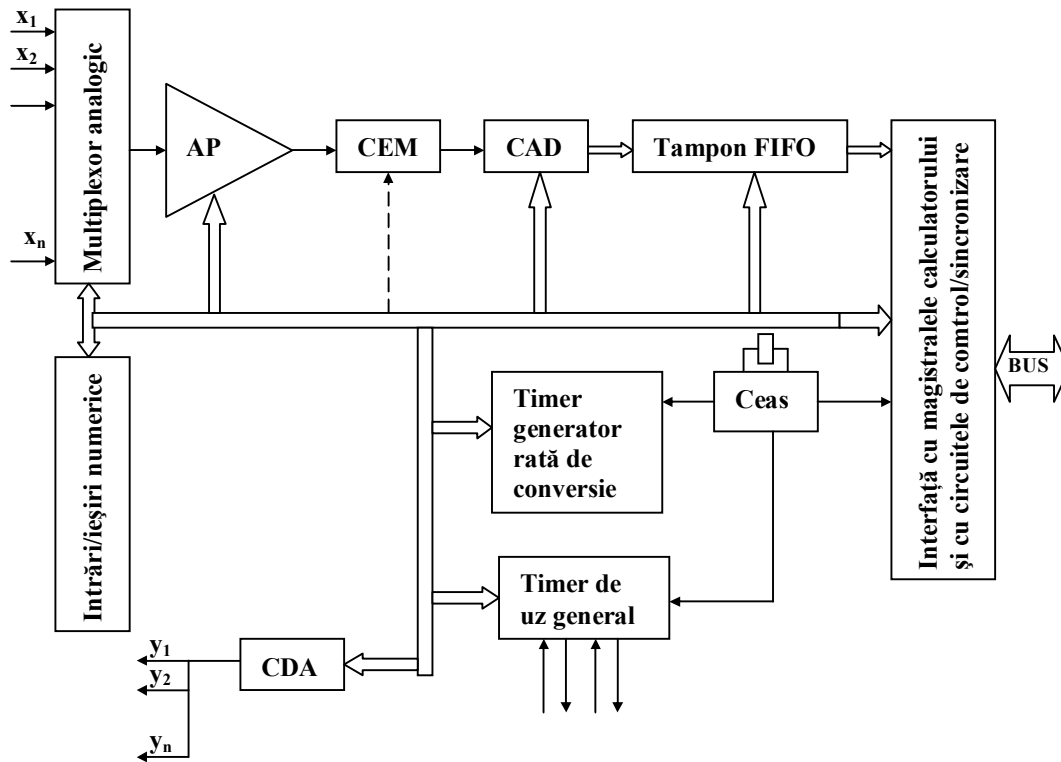 x1
x2
xn
Multiplexor analogic
AP
CEM
CAD
Tampon FIFO
Interfaţă cu magistralele calculatorului
şi cu circuitele de comtrol/sincronizare
BUS
Intrări/ieşiri numerice
Timer
generator
rată de
conversie
Ceas
Timer de
uz general
CDA
y1
y2
yn